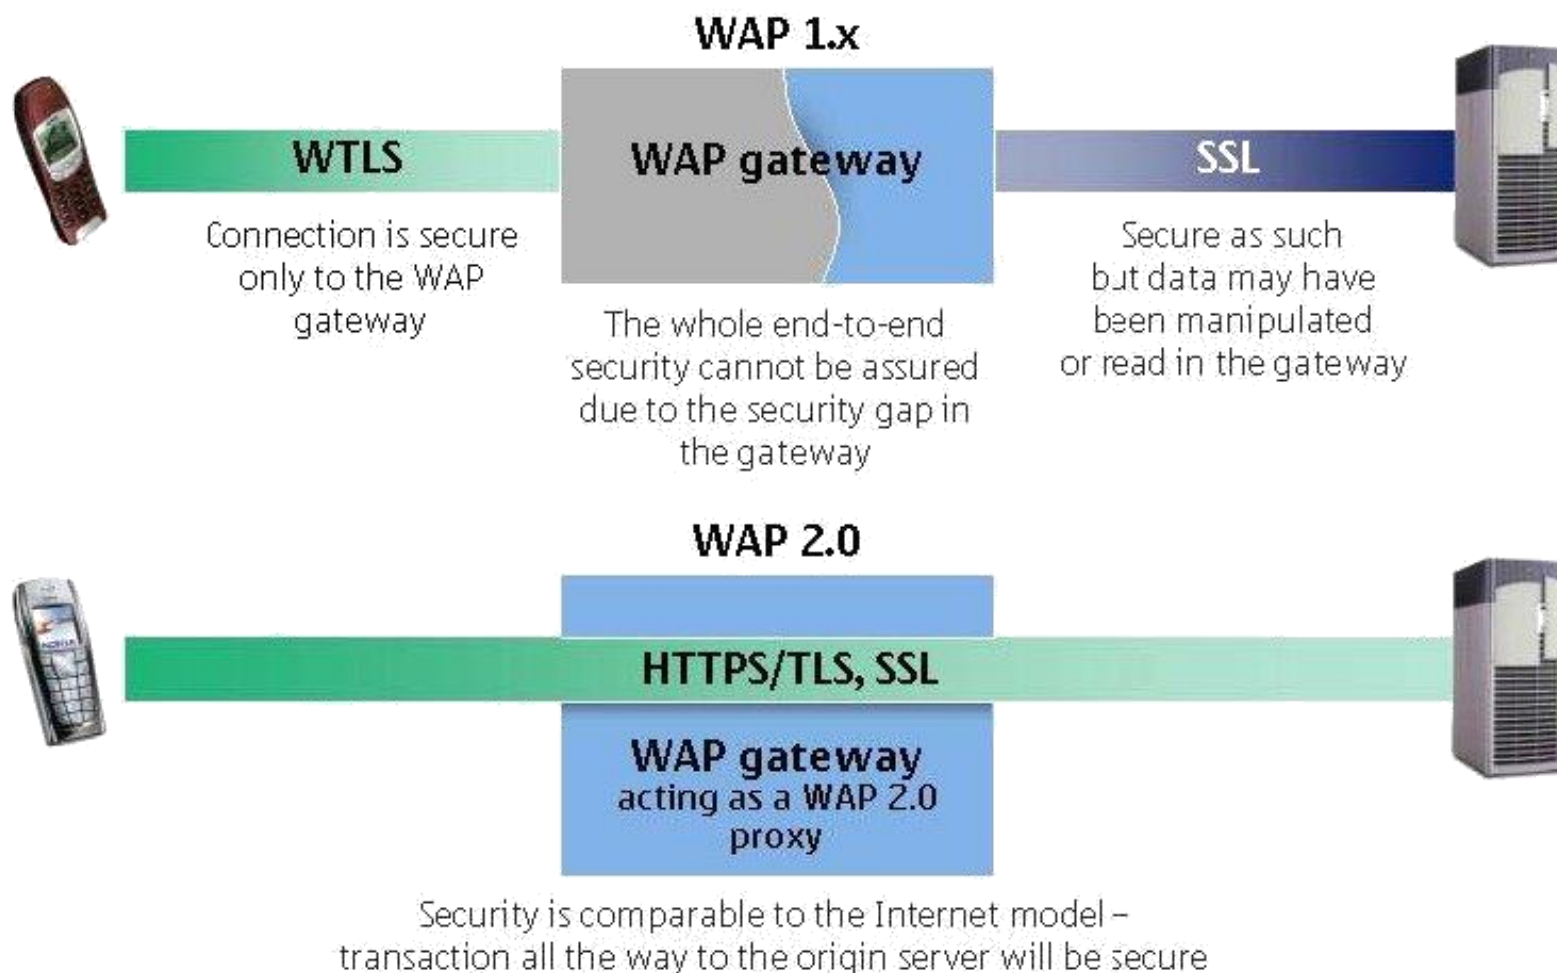 WAP 1.x
WTLS
WAP gateway
SSL
Connection is secure
only to the WAP
gateway
The whole end-to-end
security cannot be assured
due to the security gap in
the gateway
Secure as such
but data may have
been manipulated
or read in the gateway
WAP 2.0
HTTPS/TLS, SSL
WAP gateway
acting as a WAP 2.0
proxy
Security is comparable to the Internet model –
transaction all the way to the origin server will be secure